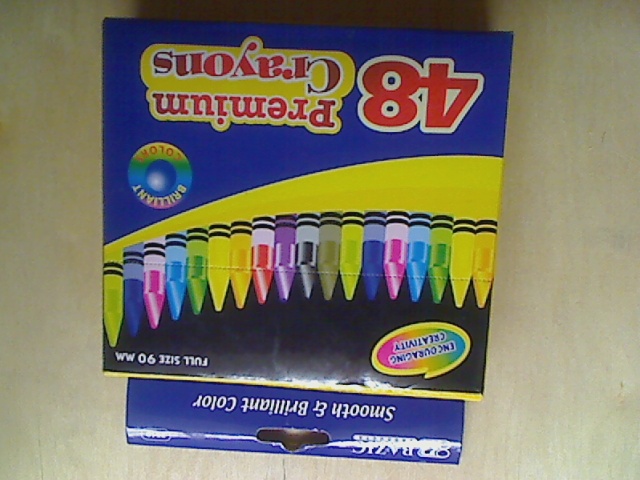 BAZIC
Smooth & Brilliant Color
ENCOURAGING
CREATIVITY
FULL SIZE 90 MM
BRILLIANT
COLOR
48
Premium
Crayons